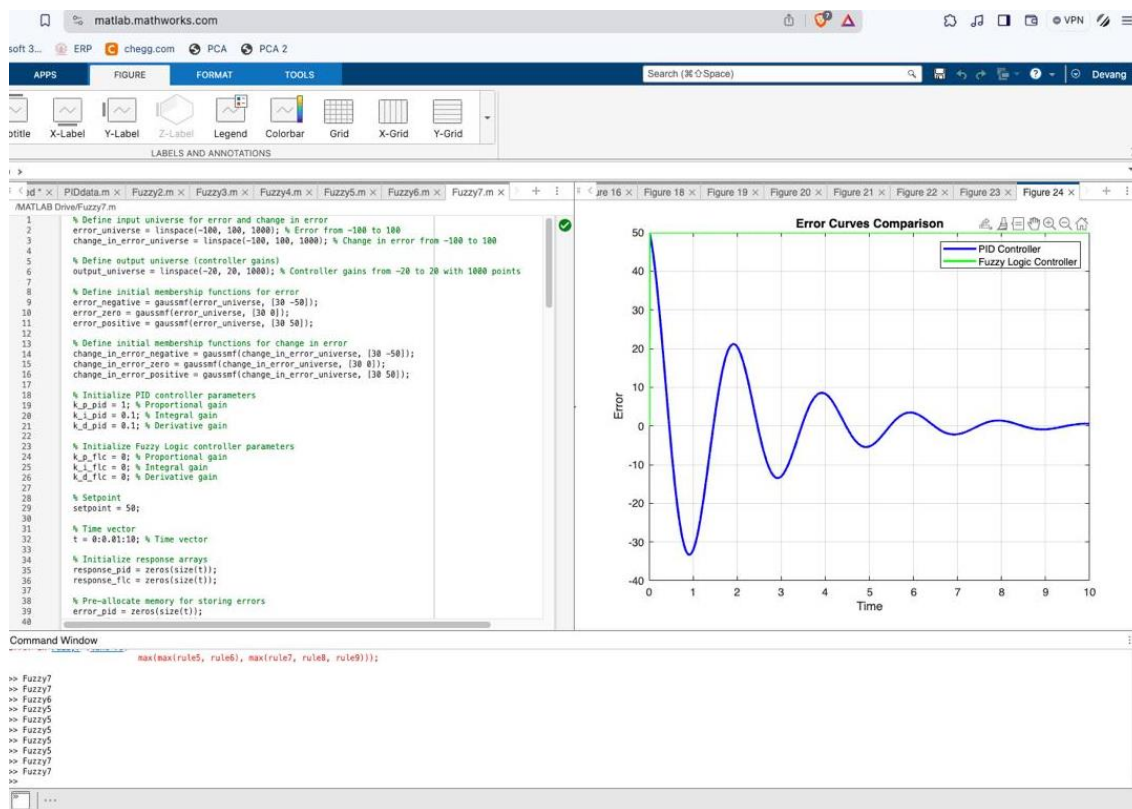 matlab.mathworks.com
VPN
soft 3... ERP chegg.com PCA PCA 2
APPS FIGURE FORMAT TOOLS Search (⌘⇧Space) Devang
X-Label Y-Label Z-Label Legend Colorbar Grid X-Grid Y-Grid
LABELS AND ANNOTATIONS
PIDdata.m Fuzzy2.m Fuzzy3.m Fuzzy4.m Fuzzy5.m Fuzzy6.m Fuzzy7.m
/MATLAB Drive/Fuzzy7.m
1 % Define input universe for error and change in error
2 error_universe = linspace(-100, 100, 1000); % Error from -100 to 100
3 change_in_error_universe = linspace(-100, 100, 1000); % Change in error from -100 to 100
4
5 % Define output universe (controller gains)
6 output_universe = linspace(-20, 20, 1000); % Controller gains from -20 to 20 with 1000 points
7
8 % Define initial membership functions for error
9 error_negative = gaussmf(error_universe, [30 -50]);
10 error_zero = gaussmf(error_universe, [30 0]);
11 error_positive = gaussmf(error_universe, [30 50]);
12
13 % Define initial membership functions for change in error
14 change_in_error_negative = gaussmf(change_in_error_universe, [30 -50]);
15 change_in_error_zero = gaussmf(change_in_error_universe, [30 0]);
16 change_in_error_positive = gaussmf(change_in_error_universe, [30 50]);
17
18 % Initialize PID controller parameters
19 k_p_pid = 1; % Proportional gain
20 k_i_pid = 0.1; % Integral gain
21 k_d_pid = 0.1; % Derivative gain
22
23 % Initialize Fuzzy Logic controller parameters
24 k_p_flc = 0; % Proportional gain
25 k_i_flc = 0; % Integral gain
26 k_d_flc = 0; % Derivative gain
27
28 % Setpoint
29 setpoint = 50;
30
31 % Time vector
32 t = 0:0.01:10; % Time vector
33
34 % Initialize response arrays
35 response_pid = zeros(size(t));
36 response_flc = zeros(size(t));
37
38 % Pre-allocate memory for storing errors
39 error_pid = zeros(size(t));
40
ure 16 Figure 18 Figure 19 Figure 20 Figure 21 Figure 22 Figure 23 Figure 24
Error Curves Comparison
PID Controller
Fuzzy Logic Controller
50
40
30
20
10
0
-10
-20
-30
-40
Error
0 1 2 3 4 5 6 7 8 9 10
Time
Command Window
max(max(rule5, rule6), max(rule7, rule8, rule9)));
>> Fuzzy7
>> Fuzzy7
>> Fuzzy6
>> Fuzzy5
>> Fuzzy5
>> Fuzzy5
>> Fuzzy5
>> Fuzzy5
>> Fuzzy7
>> Fuzzy7
>>